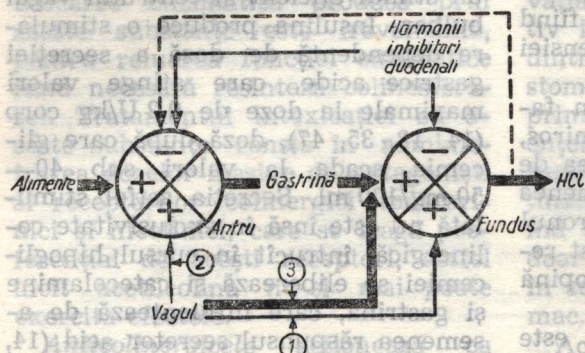 Hormonii
inhibitori
duodenali
Alimente
Gastrină
HCl
Antru
Fundus
2
3
Vagul
1